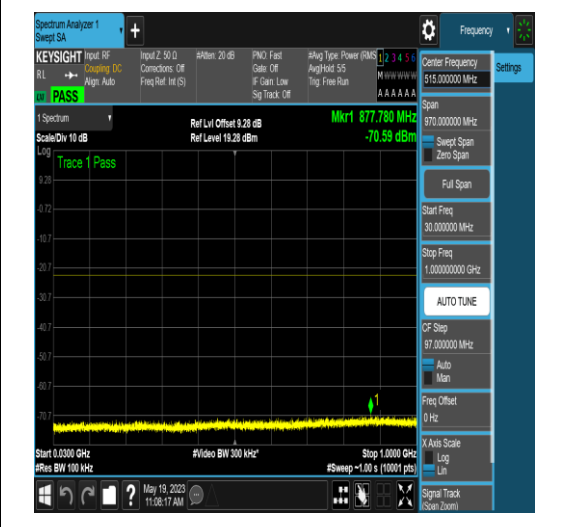 Spectrum Analyzer 1
Swept SA
+
Frequency
KEYSIGHT
RL
PASS
Input: RF
Coupling: DC
Align: Auto
Input Z: 50 Ω
Corrections: Off
Freq Ref: Int (S)
#Atten: 20 dB
PNO: Fast
Gate: Off
IF Gain: Low
Sig Track: Off
#Avg Type: Power (RMS
Avg|Hold: 5/5
Trig: Free Run
1 2 3 4 5 6
M W W W W W
A A A A A A
1 Spectrum
Scale/Div 10 dB
Ref Lvl Offset 9.28 dB
Ref Level 19.28 dBm
Mkr1 877.780 MHz
-70.59 dBm
Log
Trace 1 Pass
9.28
-0.72
-10.7
-20.7
-30.7
-40.7
-50.7
-60.7
-70.7
1
Start 0.0300 GHz
#Res BW 100 kHz
#Video BW 300 kHz*
Stop 1.0000 GHz
#Sweep ~1.00 s (10001 pts)
?
May 19, 2023
11:08:17 AM
Center Frequency
515.000000 MHz
Settings
Span
970.000000 MHz
Swept Span
Zero Span
Full Span
Start Freq
30.000000 MHz
Stop Freq
1.000000000 GHz
AUTO TUNE
CF Step
97.000000 MHz
Auto
Man
Freq Offset
0 Hz
X Axis Scale
Log
Lin
Signal Track
(Span Zoom)